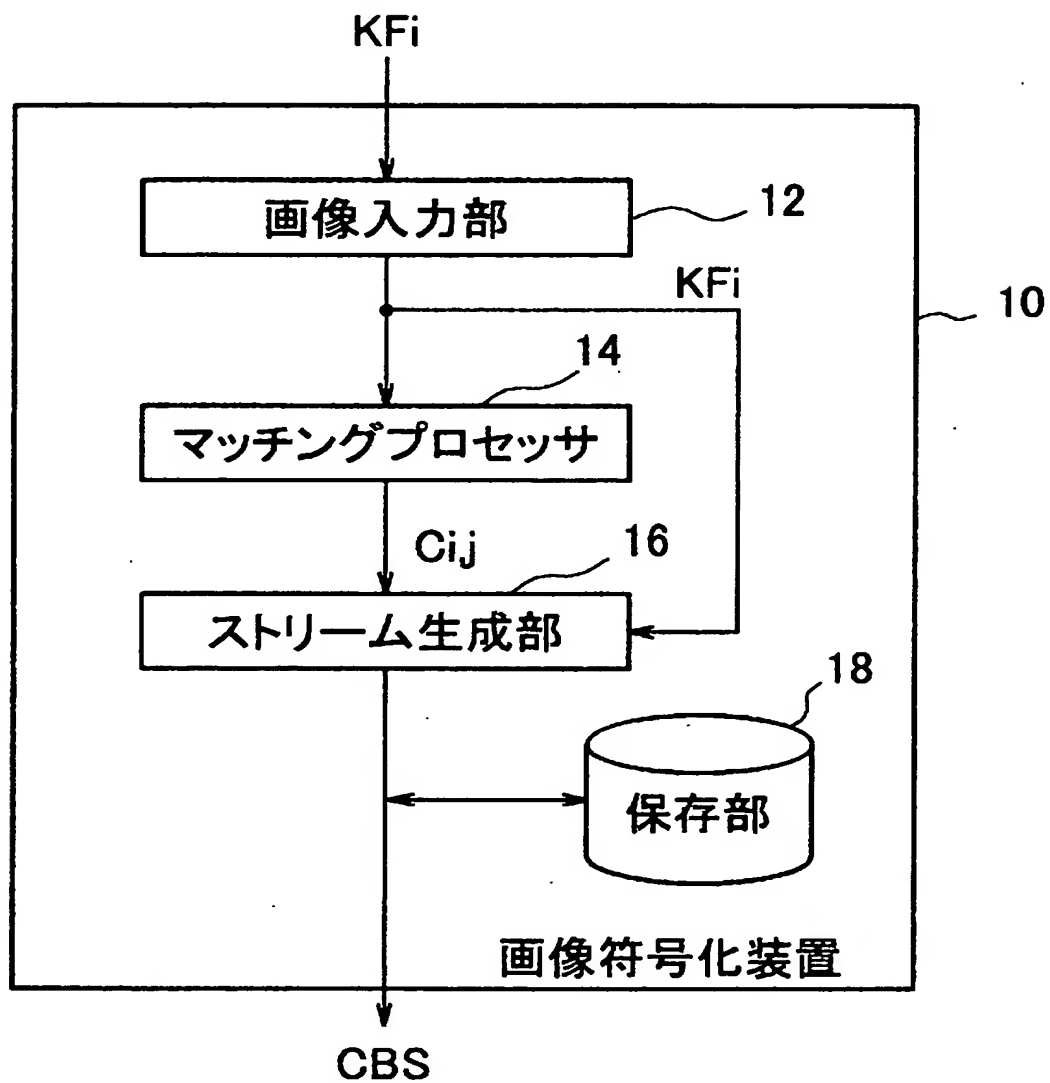 KFi
画像入力部
12
KFi
10
14
マッチングプロセッサ
Ci,j
16
ストリーム生成部
18
保存部
画像符号化装置
CBS